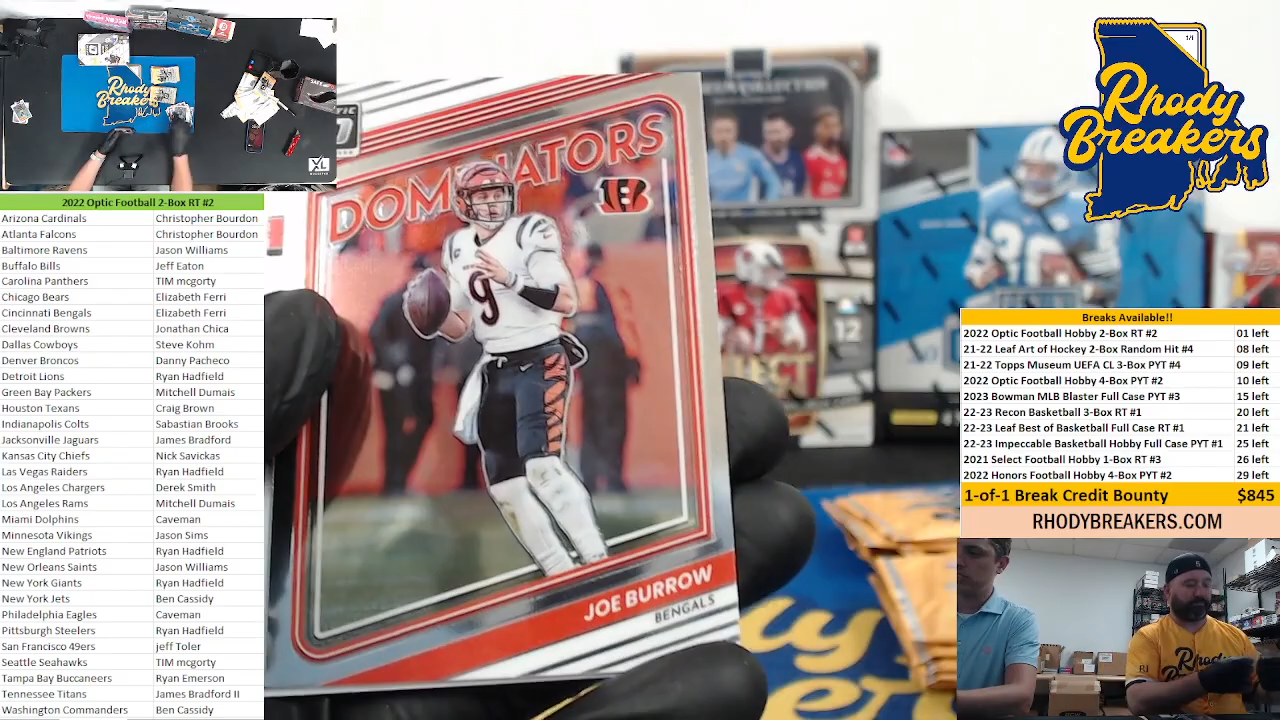 Rhody
Breakers
XL
2022 Optic Football 2-Box RT #2
Arizona Cardinals Christopher Bourdon
Atlanta Falcons Christopher Bourdon
Baltimore Ravens Jason Williams
Buffalo Bills Jeff Eaton
Carolina Panthers TIM mcgorty
Chicago Bears Elizabeth Ferri
Cincinnati Bengals Elizabeth Ferri
Cleveland Browns Jonathan Chica
Dallas Cowboys Steve Kohm
Denver Broncos Danny Pacheco
Detroit Lions Ryan Hadfield
Green Bay Packers Mitchell Dumais
Houston Texans Craig Brown
Indianapolis Colts Sabastian Brooks
Jacksonville Jaguars James Bradford
Kansas City Chiefs Nick Savickas
Las Vegas Raiders Ryan Hadfield
Los Angeles Chargers Derek Smith
Los Angeles Rams Mitchell Dumais
Miami Dolphins Caveman
Minnesota Vikings Jason Sims
New England Patriots Ryan Hadfield
New Orleans Saints Jason Williams
New York Giants Ryan Hadfield
New York Jets Ben Cassidy
Philadelphia Eagles Caveman
Pittsburgh Steelers Ryan Hadfield
San Francisco 49ers jeff Toler
Seattle Seahawks TIM mcgorty
Tampa Bay Buccaneers Ryan Emerson
Tennessee Titans James Bradford II
Washington Commanders Ben Cassidy
DOMINATORS
B
9
JOE BURROW
BENGALS
12
20
1/1
Rhody
Breakers
Breaks Available!!
2022 Optic Football Hobby 2-Box RT #2 01 left
21-22 Leaf Art of Hockey 2-Box Random Hit #4 08 left
21-22 Topps Museum UEFA CL 3-Box PYT #4 09 left
2022 Optic Football Hobby 4-Box PYT #2 10 left
2023 Bowman MLB Blaster Full Case PYT #3 15 left
22-23 Recon Basketball 3-Box RT #1 20 left
22-23 Leaf Best of Basketball Full Case RT #1 21 left
22-23 Impeccable Basketball Hobby Full Case PYT #1 25 left
2021 Select Football Hobby 1-Box RT #3 26 left
2022 Honors Football Hobby 4-Box PYT #2 29 left
1-of-1 Break Credit Bounty $845
RHODYBREAKERS.COM